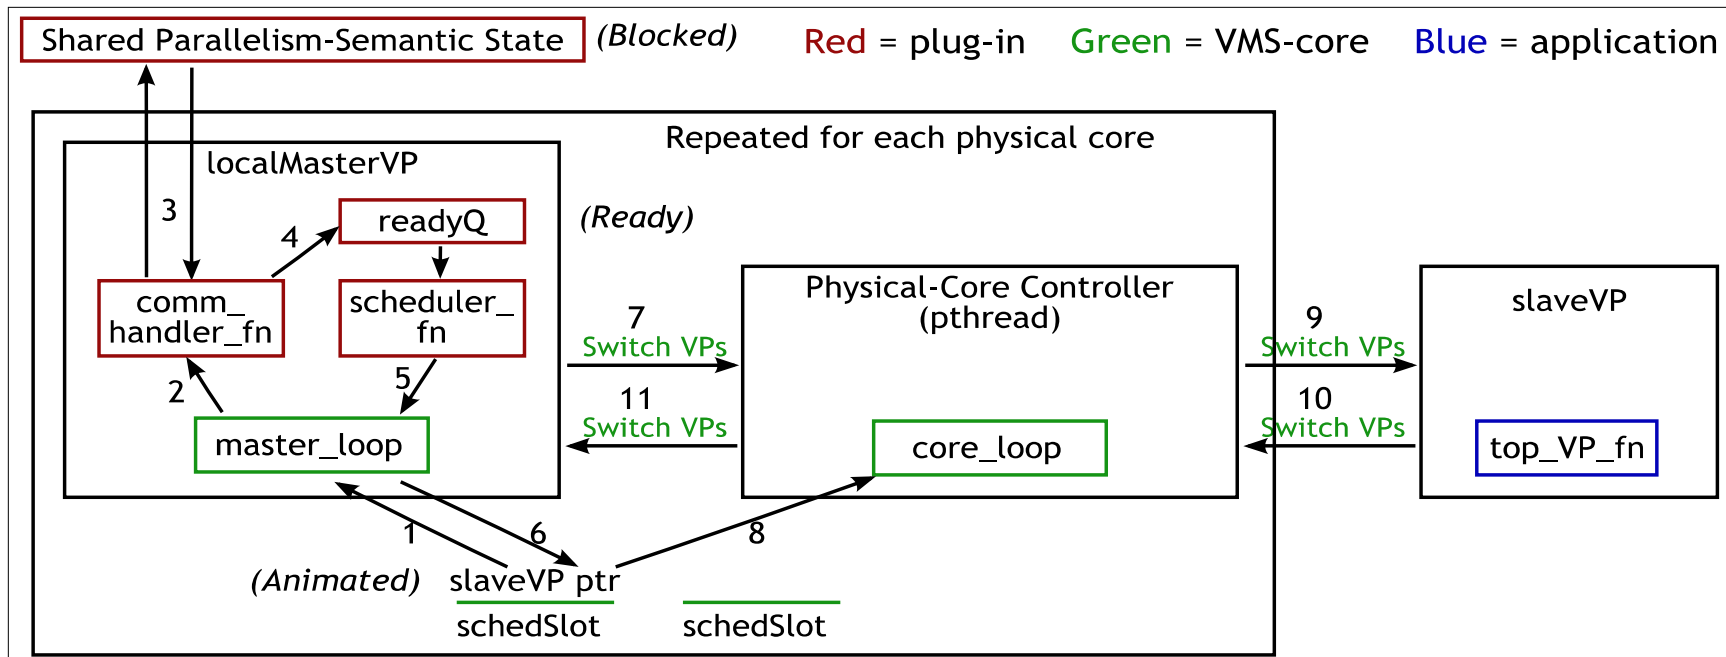 Shared Parallelism-Semantic State (Blocked) Red = plug-in Green = VMS-core Blue = application
Repeated for each physical core
localMasterVP
3
readyQ
(Ready)
4
comm_
handler_fn
scheduler_
fn
Physical-Core Controller
(pthread)
slaveVP
7
Switch VPs
9
Switch VPs
2
5
11
Switch VPs
10
Switch VPs
master_loop
core_loop
top_VP_fn
1
6
8
(Animated) slaveVP ptr
schedSlot
schedSlot